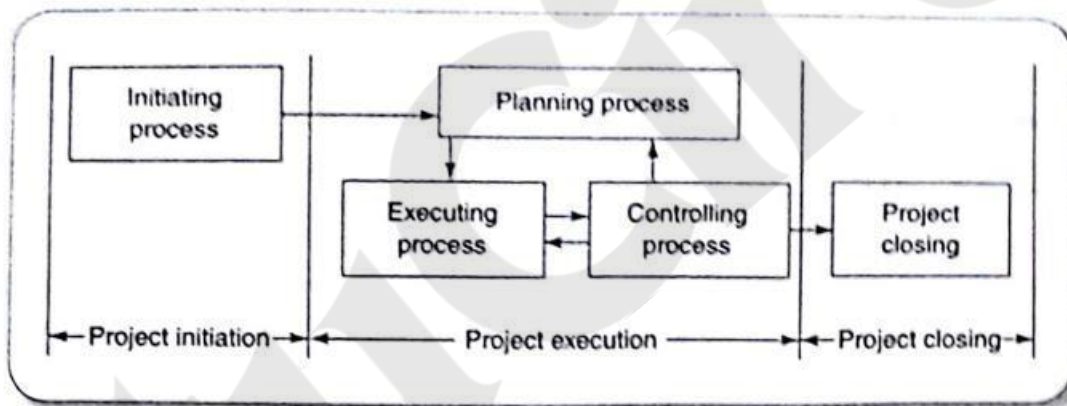 Initiating
process
Planning process
Executing
process
Controlling
process
Project
closing
Project initiation
Project execution
Project closing